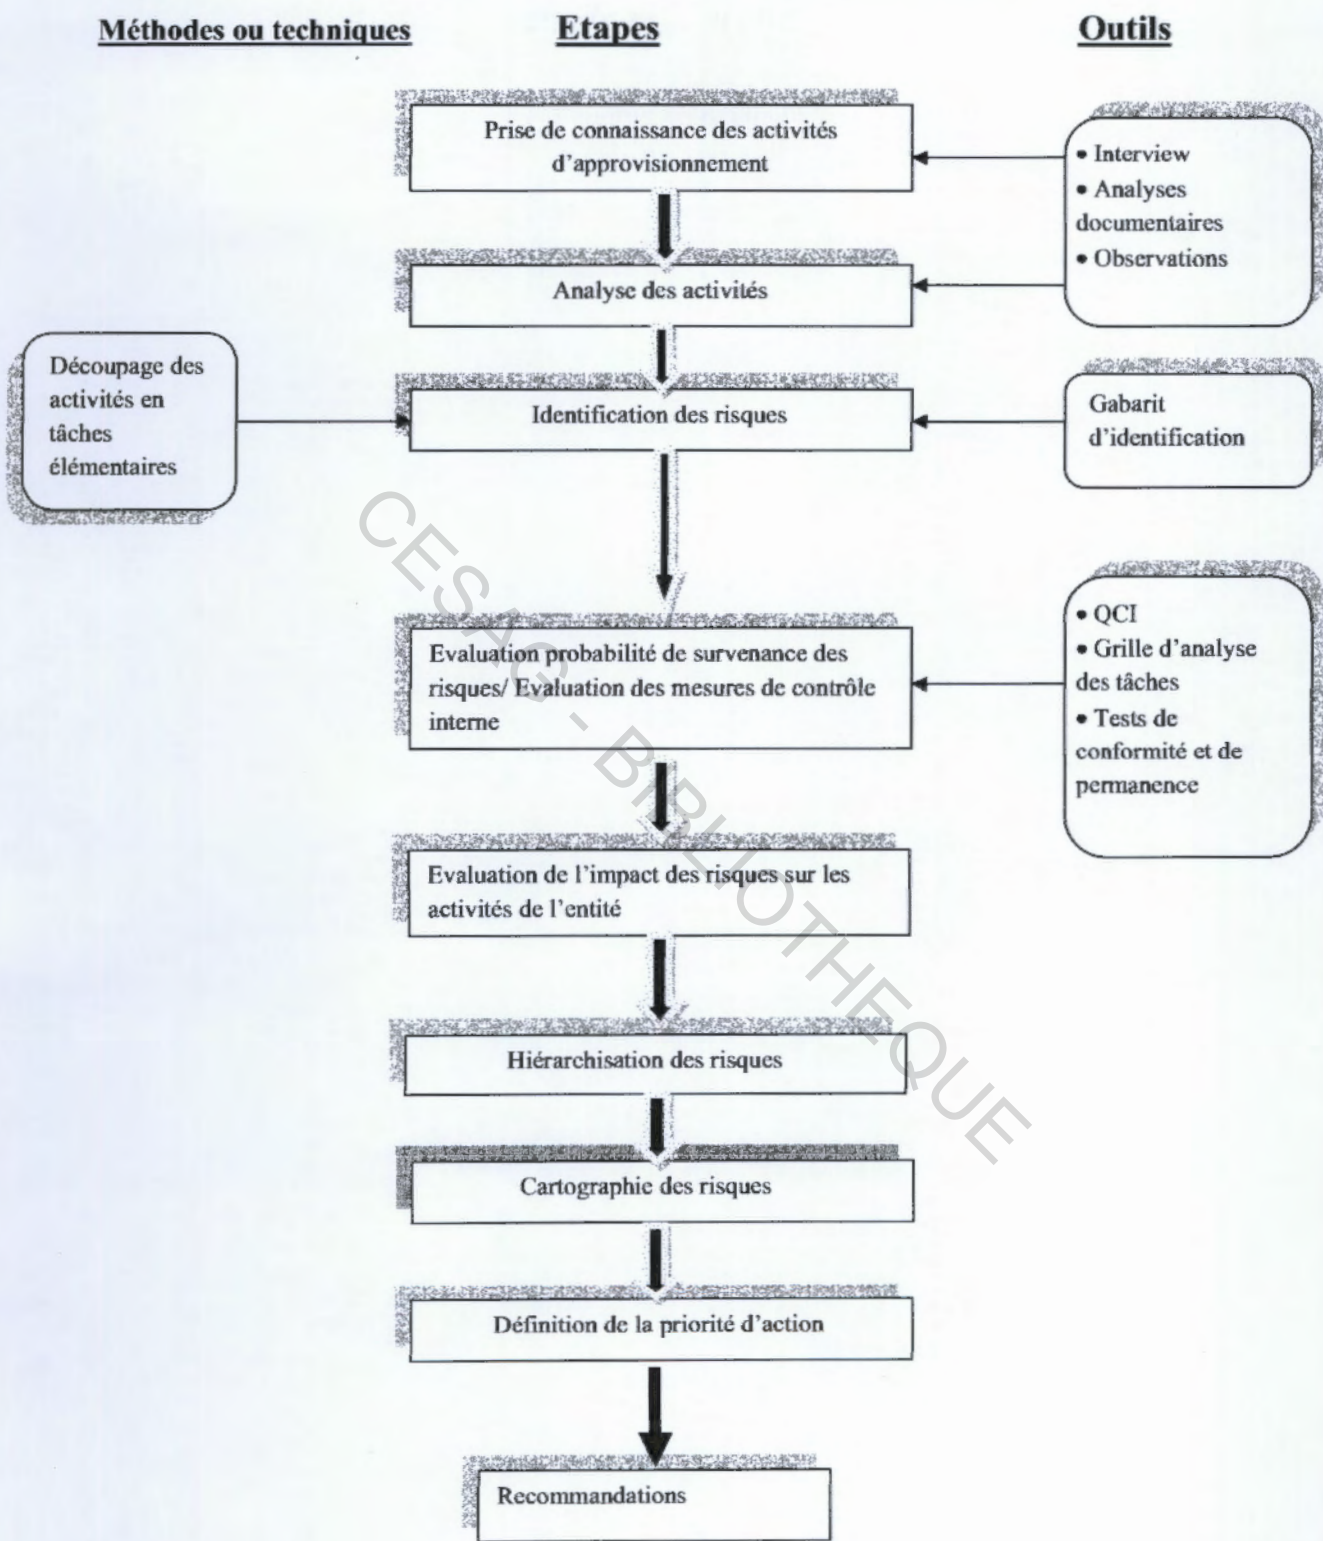 Méthodes ou techniques
Etapes
Outils
Prise de connaissance des activités
d'approvisionnement
• Interview
• Analyses
documentaires
• Observations
Analyse des activités
Découpage des
activités en
tâches
élémentaires
Identification des risques
Gabarit
d'identification
Evaluation probabilité de survenance des
risques/ Evaluation des mesures de contrôle
interne
• QCI
• Grille d'analyse
des tâches
• Tests de
conformité et de
permanence
Evaluation de l'impact des risques sur les
activités de l'entité
Hiérarchisation des risques
Cartographie des risques
Définition de la priorité d'action
Recommandations
CESAG - BIBLIOTHEQUE